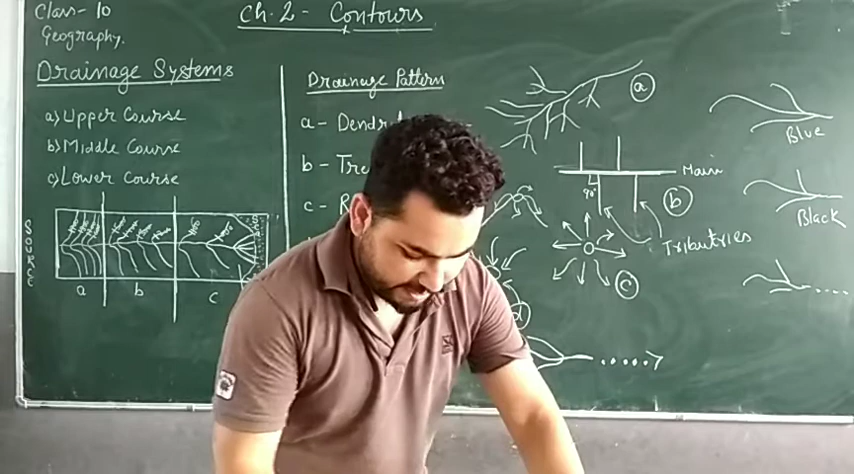 Class- 10
Geography.
Ch. 2 - Contours
Drainage Systems
a) Upper Course
b) Middle Course
c) Lower Course
SOURCE
a
b
c
Drainage Pattern
a - Dendr
b - Tre
c - R
a
Main
90°
b
Tributries
c
d
Blue
Black